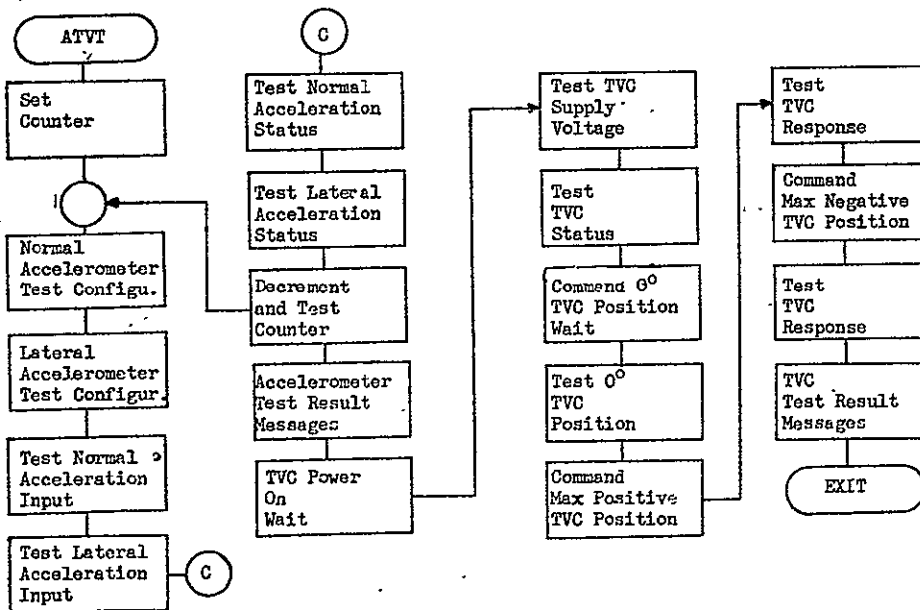 ATVT
Set
Counter
1
Normal
Accelerometer
Test Configu.
Lateral
Accelerometer
Test Configur.
Test Normal
Acceleration
Input
Test Lateral
Acceleration
Input
C
C
Test Normal
Acceleration
Status
Test Lateral
Acceleration
Status
Decrement
and Test
Counter
Accelerometer
Test Result
Messages
TVC Power
On
Wait
Test TVC
Supply
Voltage
Test
TVC
Status
Command 0°
TVC Position
Wait
Test 0°
TVC
Position
Command
Max Positive
TVC Position
Test
TVC
Response
Command
Max Negative
TVC Position
Test
TVC
Response
TVC
Test Result
Messages
EXIT